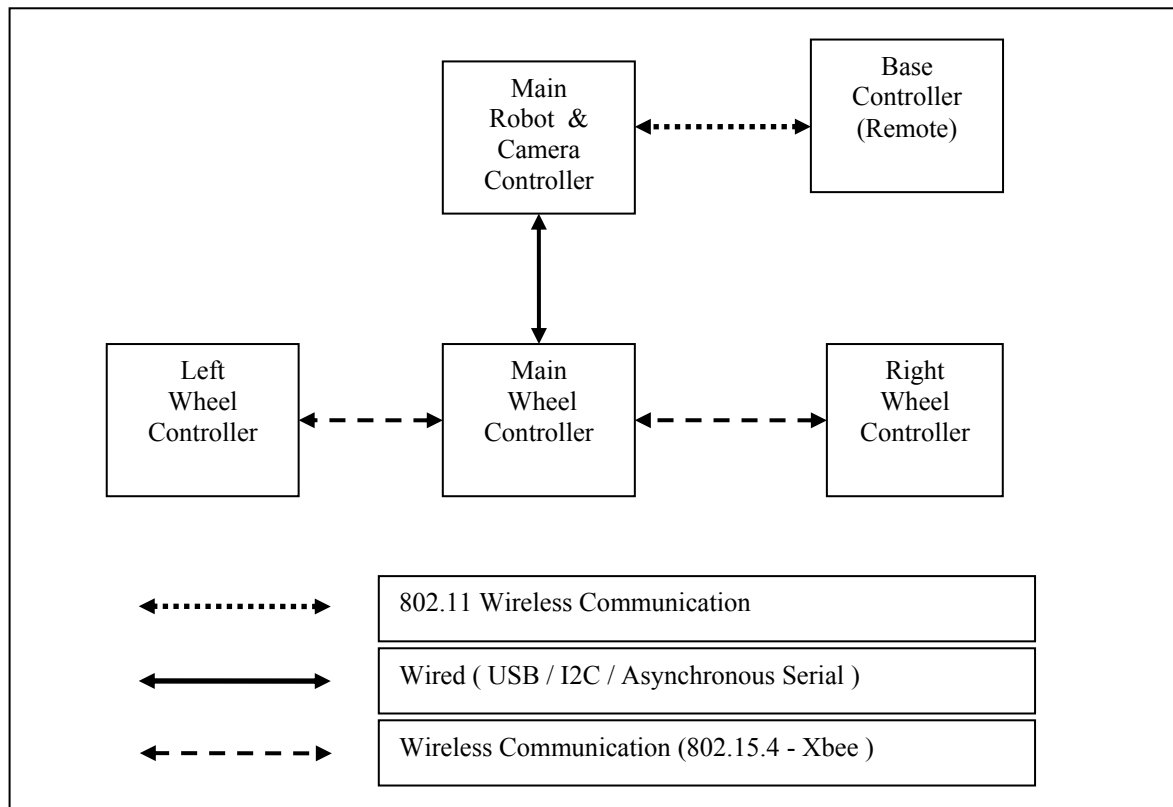 Main
Robot &
Camera
Controller
Base
Controller
(Remote)
Left
Wheel
Controller
Main
Wheel
Controller
Right
Wheel
Controller
802.11 Wireless Communication
Wired ( USB / I2C / Asynchronous Serial )
Wireless Communication (802.15.4 - Xbee )